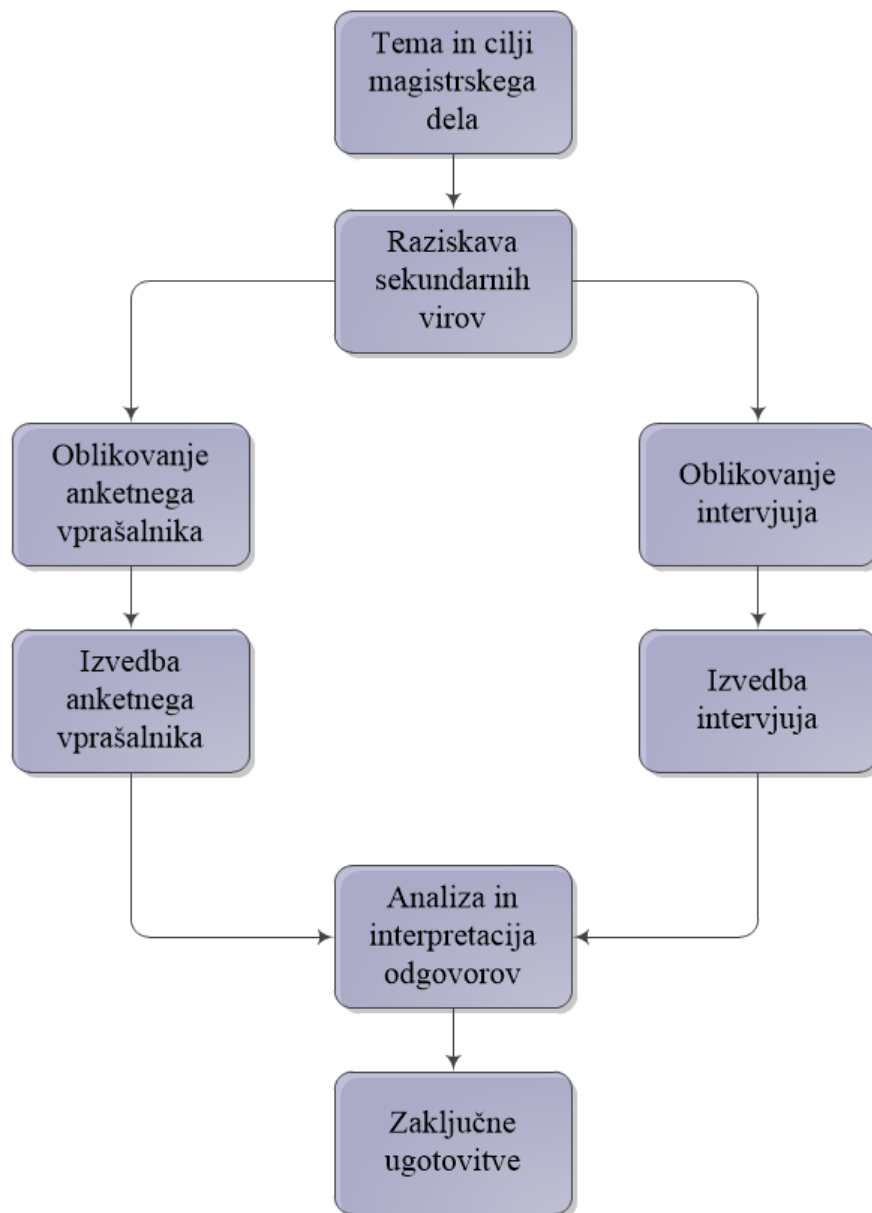 Tema in cilji
magistrskega
dela
Raziskava
sekundarnih
virov
Oblikovanje
anketnega
vprašalnika
Oblikovanje
intervjuja
Izvedba
anketnega
vprašalnika
Izvedba
intervjuja
Analiza in
interpretacija
odgovorov
Zaključne
ugotovitve